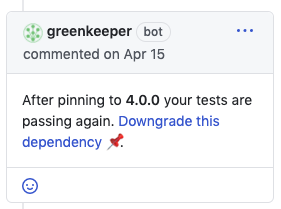 greenkeeper bot
commented on Apr 15
After pinning to 4.0.0 your tests are
passing again. Downgrade this
dependency 📌.